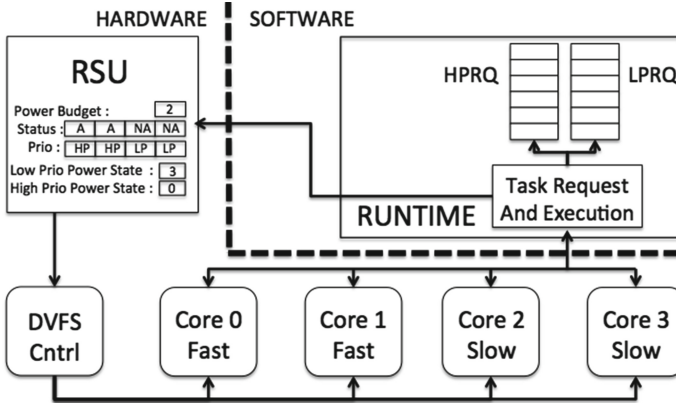 HARDWARE
SOFTWARE
RSU
Power Budget : 2
Status : A A NA NA
Prio : HP HP LP LP
Low Prio Power State : 3
High Prio Power State : 0
HPRQ
LPRQ
Task Request
And Execution
RUNTIME
DVFS
Cntrl
Core 0
Fast
Core 1
Fast
Core 2
Slow
Core 3
Slow